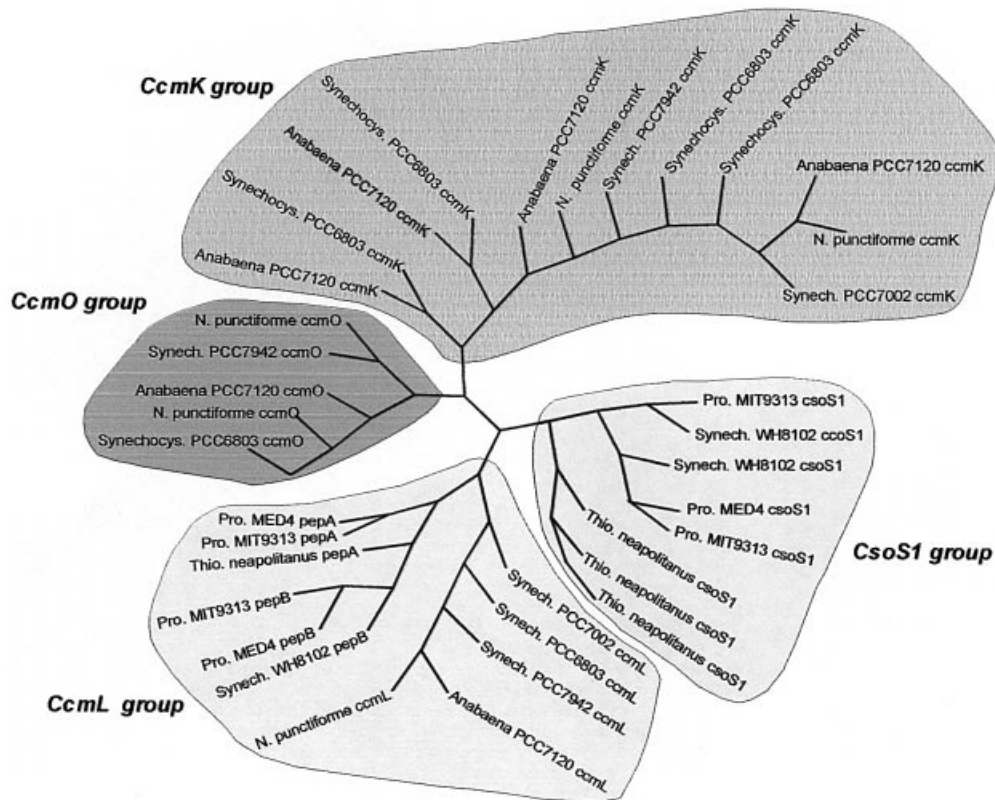 CcmK group
Synechocys. PCC6803 ccmK
Anabaena PCC7120 ccmK
Synechocys. PCC6803 ccmK
Anabaena PCC7120 ccmK
Anabaena PCC7120 ccmK
N. punctiforme ccmK
Synech. PCC7942 ccmK
Synechocys. PCC6803 ccmK
Synechocys. PCC6803 ccmK
Anabaena PCC7120 ccmK
N. punctiforme ccmK
Synech. PCC7002 ccmK
CcmO group
N. punctiforme ccmO
Synech. PCC7942 ccmO
Anabaena PCC7120 ccmO
N. punctiforme ccmO
Synechocys. PCC6803 ccmO
Pro. MIT9313 csoS1
Synech. WH8102 ccoS1
Synech. WH8102 csoS1
Pro. MED4 csoS1
Pro. MIT9313 csoS1
Thio. neapolitanus csoS1
Thio. neapolitanus csoS1
Thio. neapolitanus csoS1
CsoS1 group
Pro. MED4 pepA
Pro. MIT9313 pepA
Thio. neapolitanus pepA
Pro. MIT9313 pepB
Pro. MED4 pepB
Synech. WH8102 pepB
N. punctiforme ccmL
Anabaena PCC7120 ccmL
Synech. PCC7942 ccmL
Synech. PCC6803 ccmL
Synech. PCC7002 ccmL
CcmL group